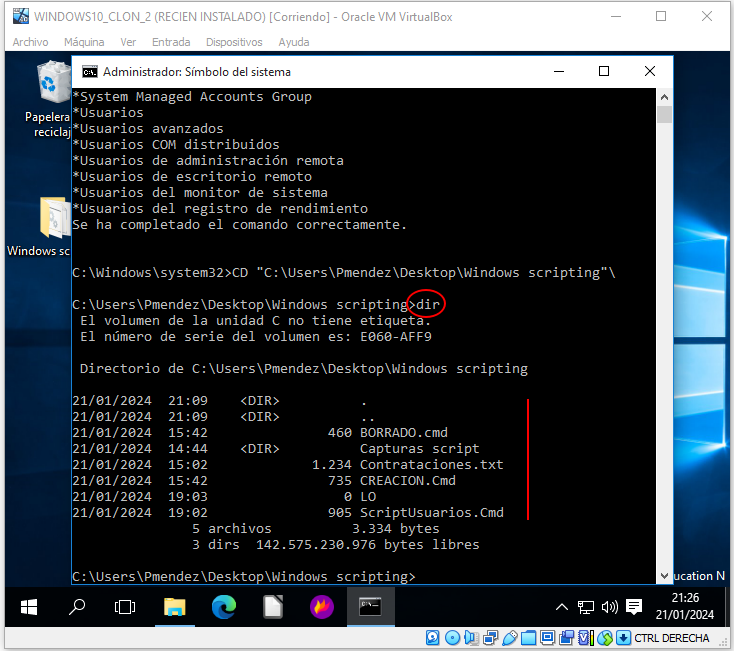 WINDOWS10_CLON_2 (RECIEN INSTALADO) [Corriendo] - Oracle VM VirtualBox
Archivo Máquina Ver Entrada Dispositivos Ayuda
Papelera
reciclaj
Windows sc
Administrador: Símbolo del sistema
*System Managed Accounts Group
*Usuarios
*Usuarios avanzados
*Usuarios COM distribuidos
*Usuarios de administración remota
*Usuarios de escritorio remoto
*Usuarios del monitor de sistema
*Usuarios del registro de rendimiento
Se ha completado el comando correctamente.
C:\Windows\system32>CD "C:\Users\Pmendez\Desktop\Windows scripting"\
C:\Users\Pmendez\Desktop\Windows scripting>dir
El volumen de la unidad C no tiene etiqueta.
El número de serie del volumen es: E060-AFF9
Directorio de C:\Users\Pmendez\Desktop\Windows scripting
21/01/2024 21:09 <DIR> .
21/01/2024 21:09 <DIR> ..
21/01/2024 15:42 460 BORRADO.cmd
21/01/2024 14:44 <DIR> Capturas script
21/01/2024 15:02 1.234 Contrataciones.txt
21/01/2024 15:42 735 CREACION.Cmd
21/01/2024 19:03 0 LO
21/01/2024 19:02 905 ScriptUsuarios.Cmd
5 archivos 3.334 bytes
3 dirs 142.575.230.976 bytes libres
C:\Users\Pmendez\Desktop\Windows scripting>
ucation N
21:26
21/01/2024
CTRL DERECHA